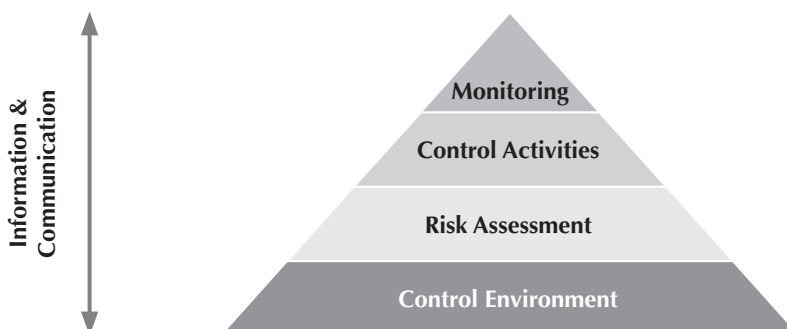 Information &
Communication
Monitoring
Control Activities
Risk Assessment
Control Environment